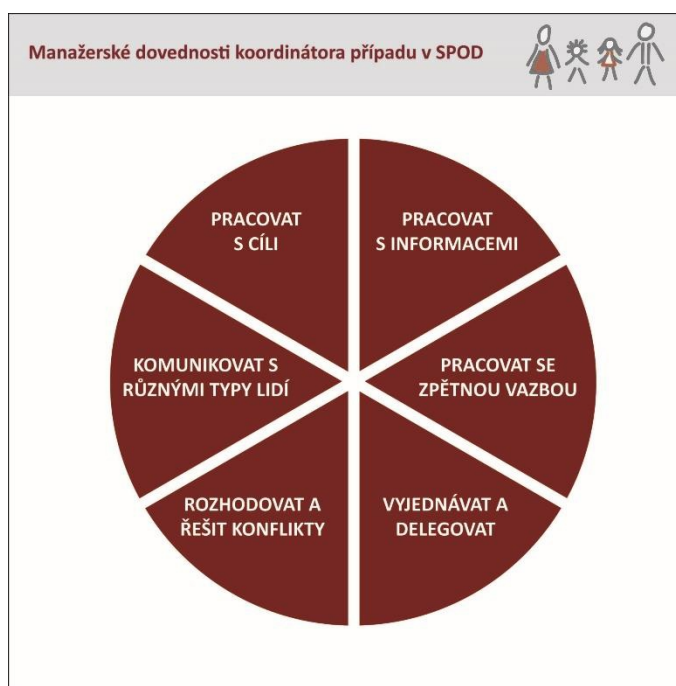 Manažerské dovednosti koordinátora případu v SPOD
PRACOVAT
S CÍLI
PRACOVAT
S INFORMACEMI
KOMUNIKOVAT S
RŮZNÝMI TYPY LIDÍ
PRACOVAT SE
ZPĚTNOU VAZBOU
ROZHODOVAT A
ŘEŠIT KONFLIKTY
VYJEDNÁVAT A
DELEGOVAT